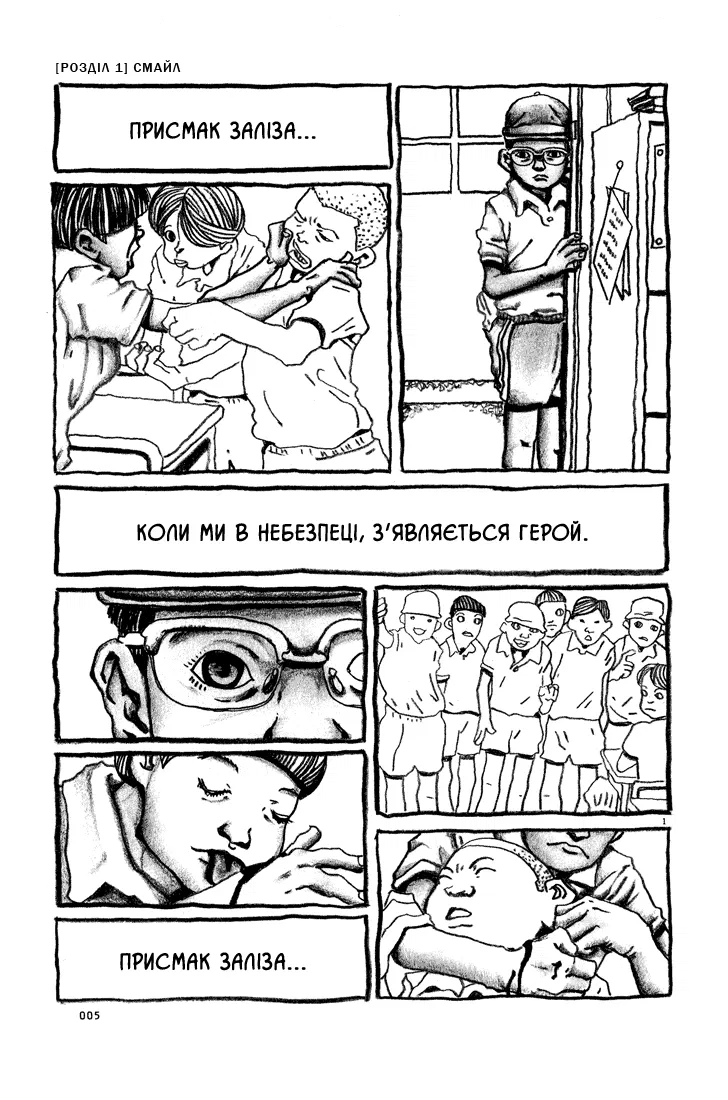 [РОЗДІЛ 1] СМАЙЛ
ПРИСМАК ЗАЛІЗА...
КОЛИ МИ В НЕБЕЗПЕЦІ, З'ЯВЛЯЄТЬСЯ ГЕРОЙ.
1
ПРИСМАК ЗАЛІЗА...
005